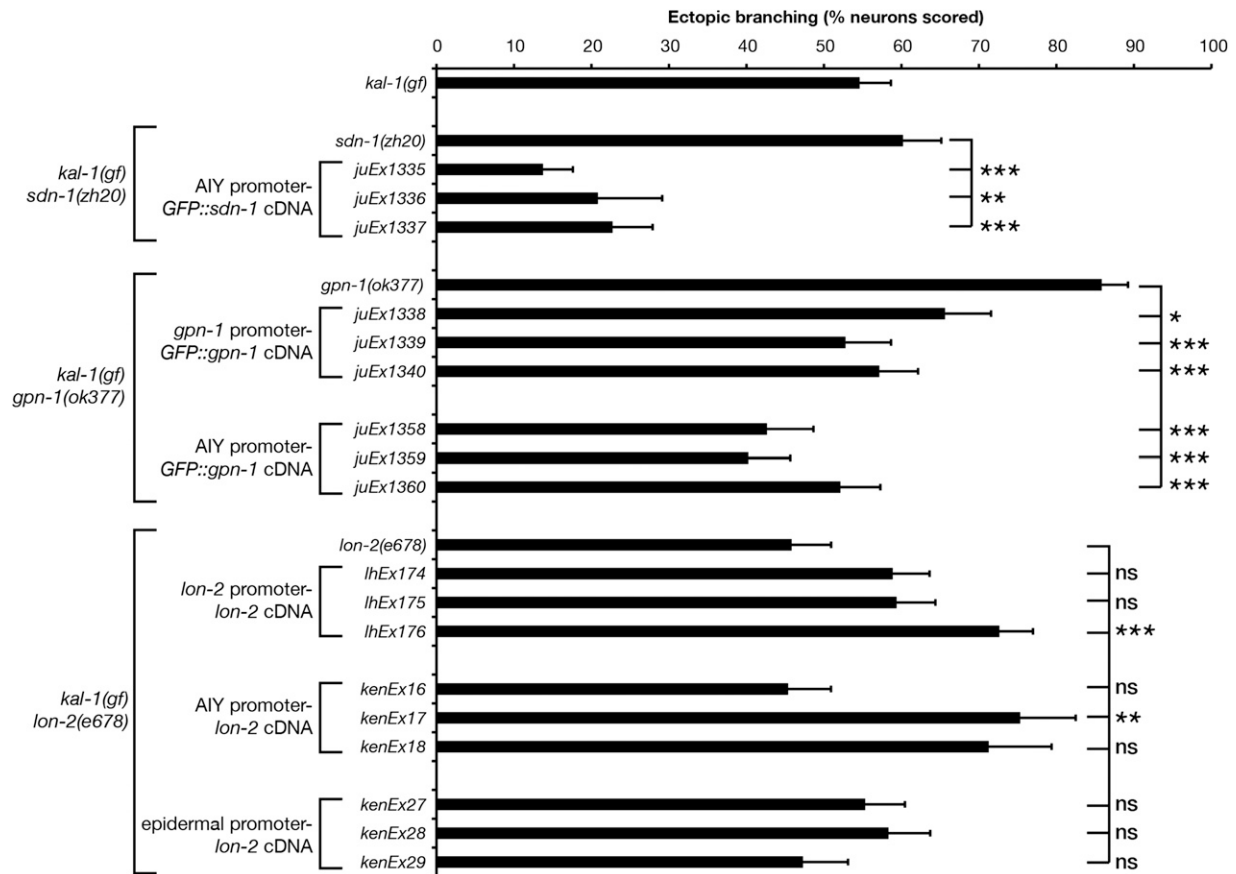 Ectopic branching (% neurons scored)
0 10 20 30 40 50 60 70 80 90 100
kal-1(gf)
kal-1(gf)
sdn-1(zh20)
sdn-1(zh20)
AIY promoter-
GFP::sdn-1 cDNA
juEx1335 ***
juEx1336 **
juEx1337 ***
kal-1(gf)
gpn-1(ok377)
gpn-1(ok377)
gpn-1 promoter-
GFP::gpn-1 cDNA
juEx1338 *
juEx1339 ***
juEx1340 ***
AIY promoter-
GFP::gpn-1 cDNA
juEx1358 ***
juEx1359 ***
juEx1360 ***
kal-1(gf)
lon-2(e678)
lon-2(e678)
lon-2 promoter-
lon-2 cDNA
lhEx174 ns
lhEx175 ns
lhEx176 ***
AIY promoter-
lon-2 cDNA
kenEx16 ns
kenEx17 **
kenEx18 ns
epidermal promoter-
lon-2 cDNA
kenEx27 ns
kenEx28 ns
kenEx29 ns